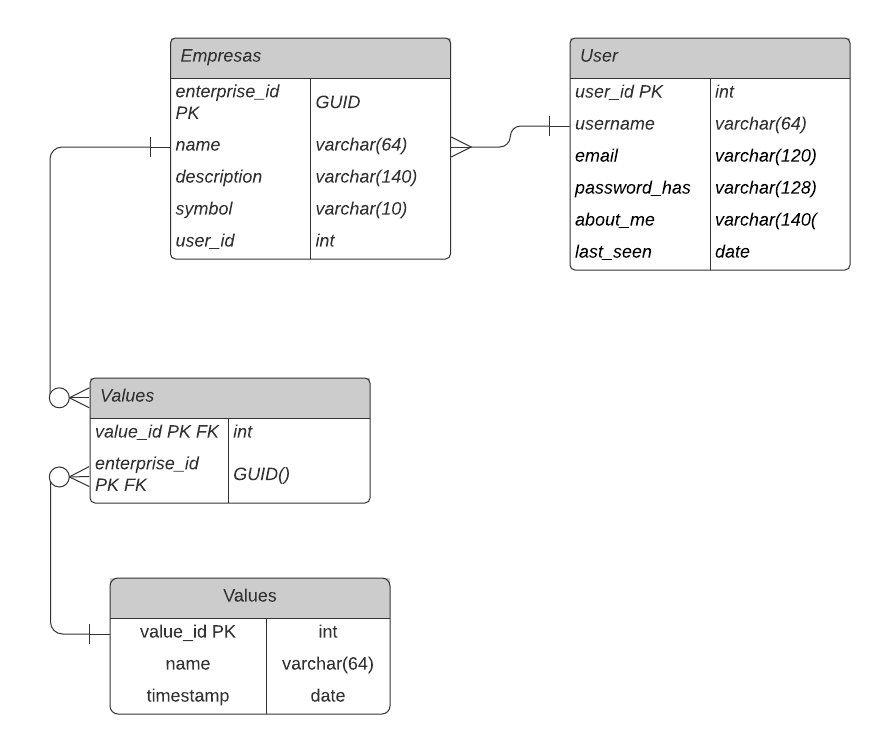 Empresas
enterprise_id
PK
GUID
name
varchar(64)
description
varchar(140)
symbol
varchar(10)
user_id
int
User
user_id PK
int
username
varchar(64)
email
varchar(120)
password_has
varchar(128)
about_me
varchar(140(
last_seen
date
Values
value_id PK FK
int
enterprise_id
PK FK
GUID()
Values
value_id PK
int
name
varchar(64)
timestamp
date